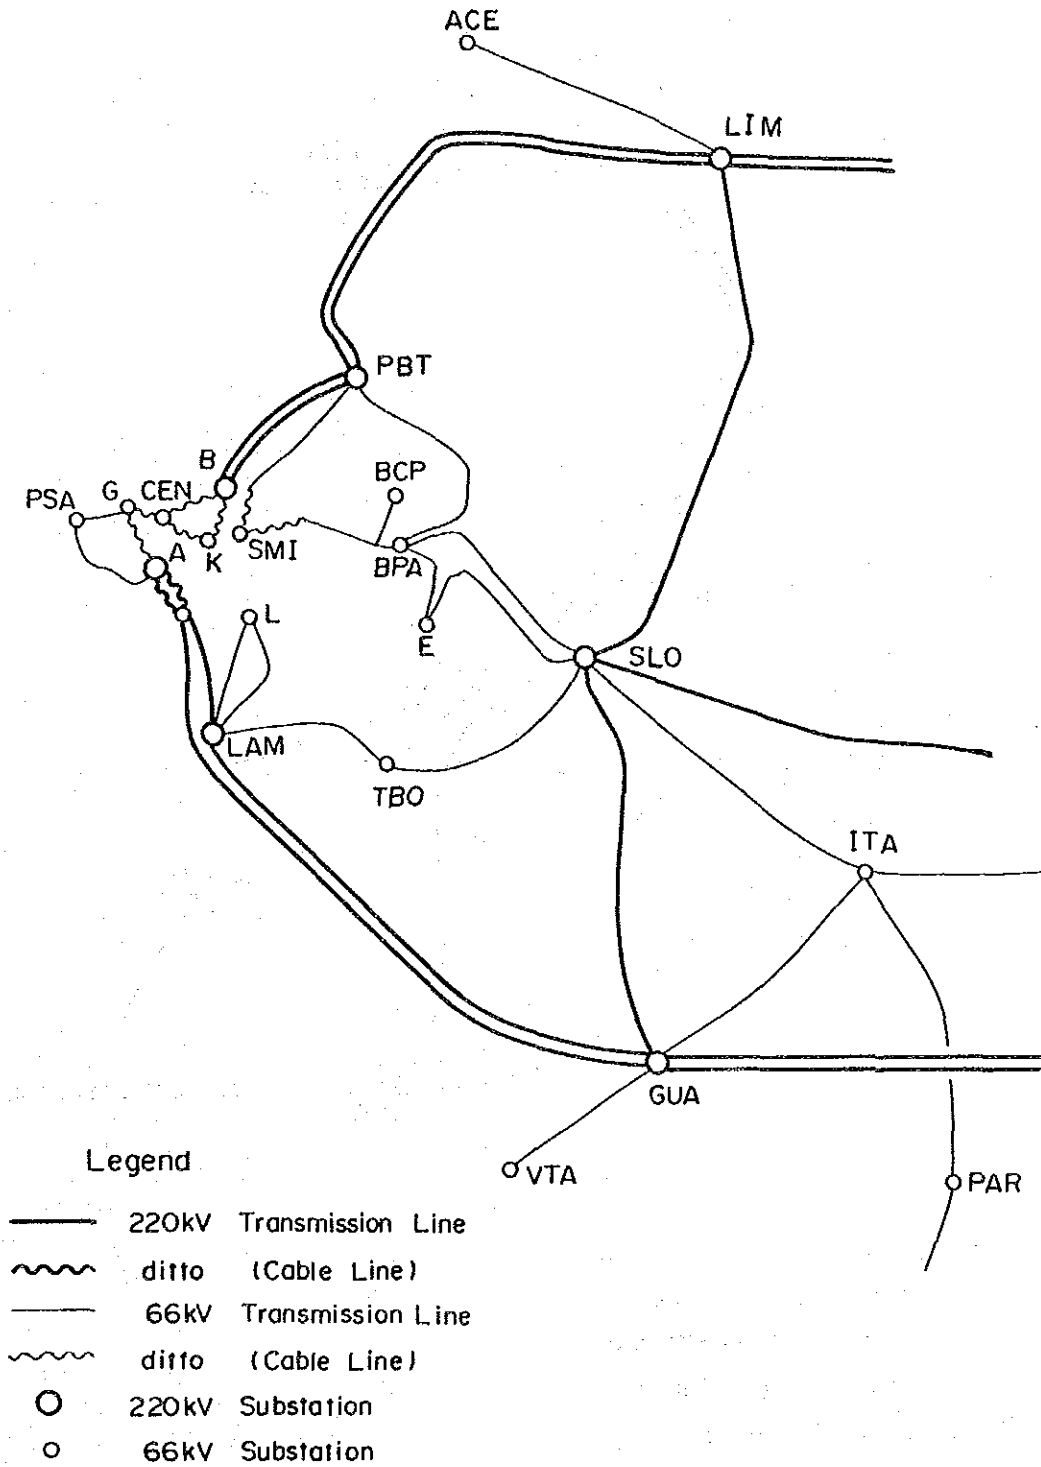 ACE
LIM
PBT
B
BCP
G
CEN
PSA
A
K
SMI
BPA
L
E
SLO
LAM
TBO
ITA
GUA
VTA
PAR
Legend
220kV Transmission Line
ditto (Cable Line)
66kV Transmission Line
ditto (Cable Line)
220kV Substation
66kV Substation